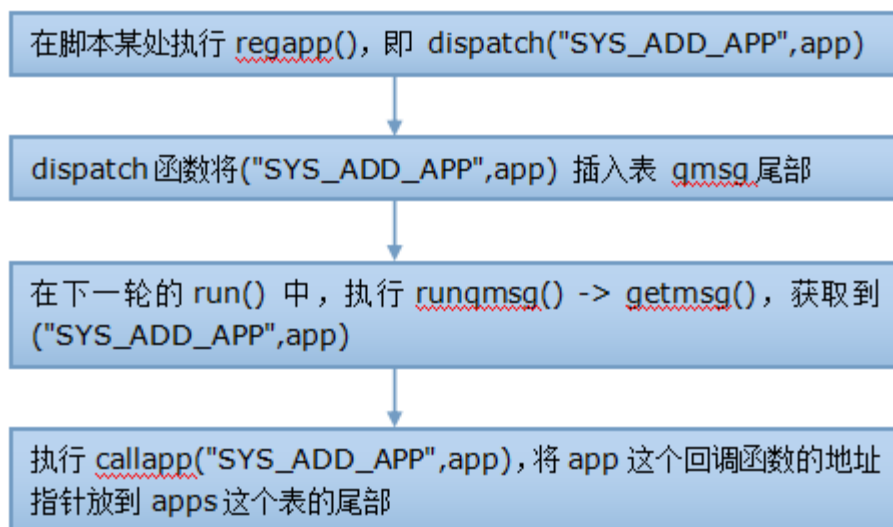 在脚本某处执行 regapp(), 即 dispatch("SYS_ADD_APP",app)
dispatch 函数将("SYS_ADD_APP",app) 插入表 qmsg 尾部
在下一轮的 run() 中，执行 runqmsg() -> getmsg()，获取到
("SYS_ADD_APP",app)
执行 callapp("SYS_ADD_APP",app)，将 app 这个回调函数的地址
指针放到 apps 这个表的尾部